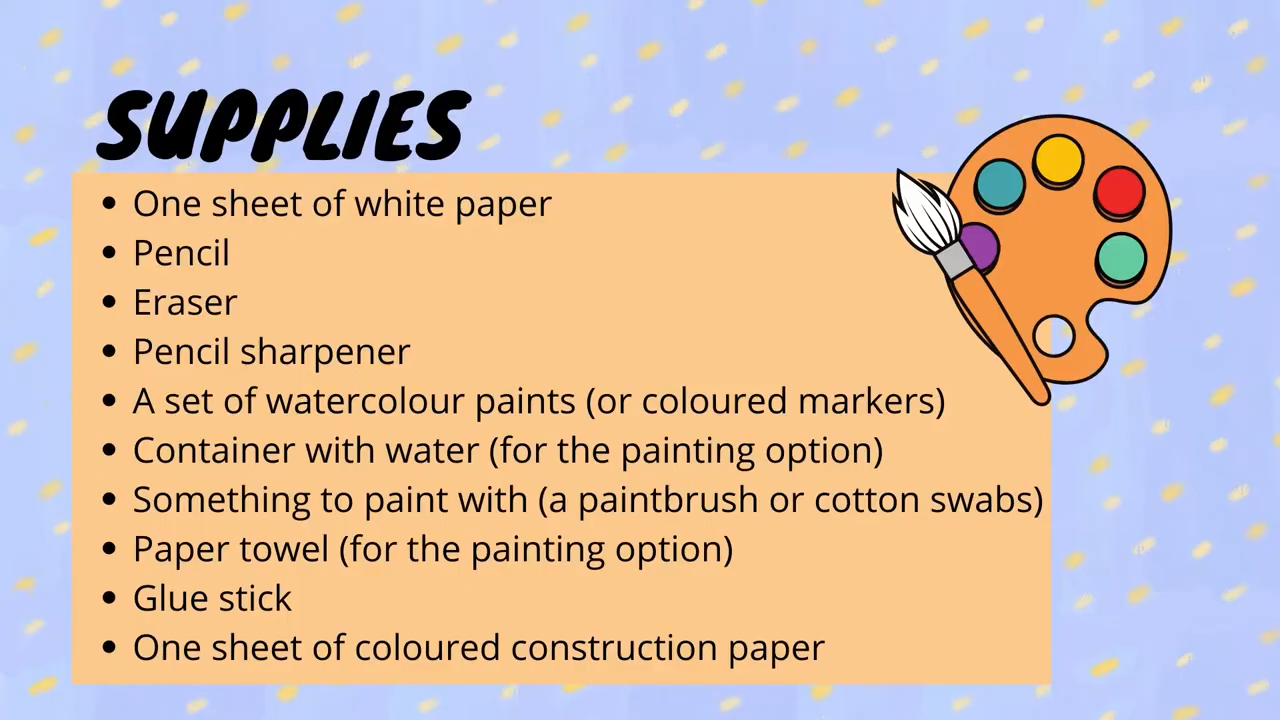 SUPPLIES
• One sheet of white paper
• Pencil
• Eraser
• Pencil sharpener
• A set of watercolour paints (or coloured markers)
• Container with water (for the painting option)
• Something to paint with (a paintbrush or cotton swabs)
• Paper towel (for the painting option)
• Glue stick
• One sheet of coloured construction paper